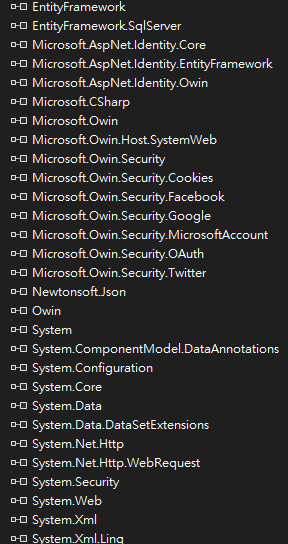 EntityFramework
EntityFramework.SqlServer
Microsoft.AspNet.Identity.Core
Microsoft.AspNet.Identity.EntityFramework
Microsoft.AspNet.Identity.Owin
Microsoft.CSharp
Microsoft.Owin
Microsoft.Owin.Host.SystemWeb
Microsoft.Owin.Security
Microsoft.Owin.Security.Cookies
Microsoft.Owin.Security.Facebook
Microsoft.Owin.Security.Google
Microsoft.Owin.Security.MicrosoftAccount
Microsoft.Owin.Security.OAuth
Microsoft.Owin.Security.Twitter
Newtonsoft.Json
Owin
System
System.ComponentModel.DataAnnotations
System.Configuration
System.Core
System.Data
System.Data.DataSetExtensions
System.Net.Http
System.Net.Http.WebRequest
System.Security
System.Web
System.Xml
System.Xml.Linq